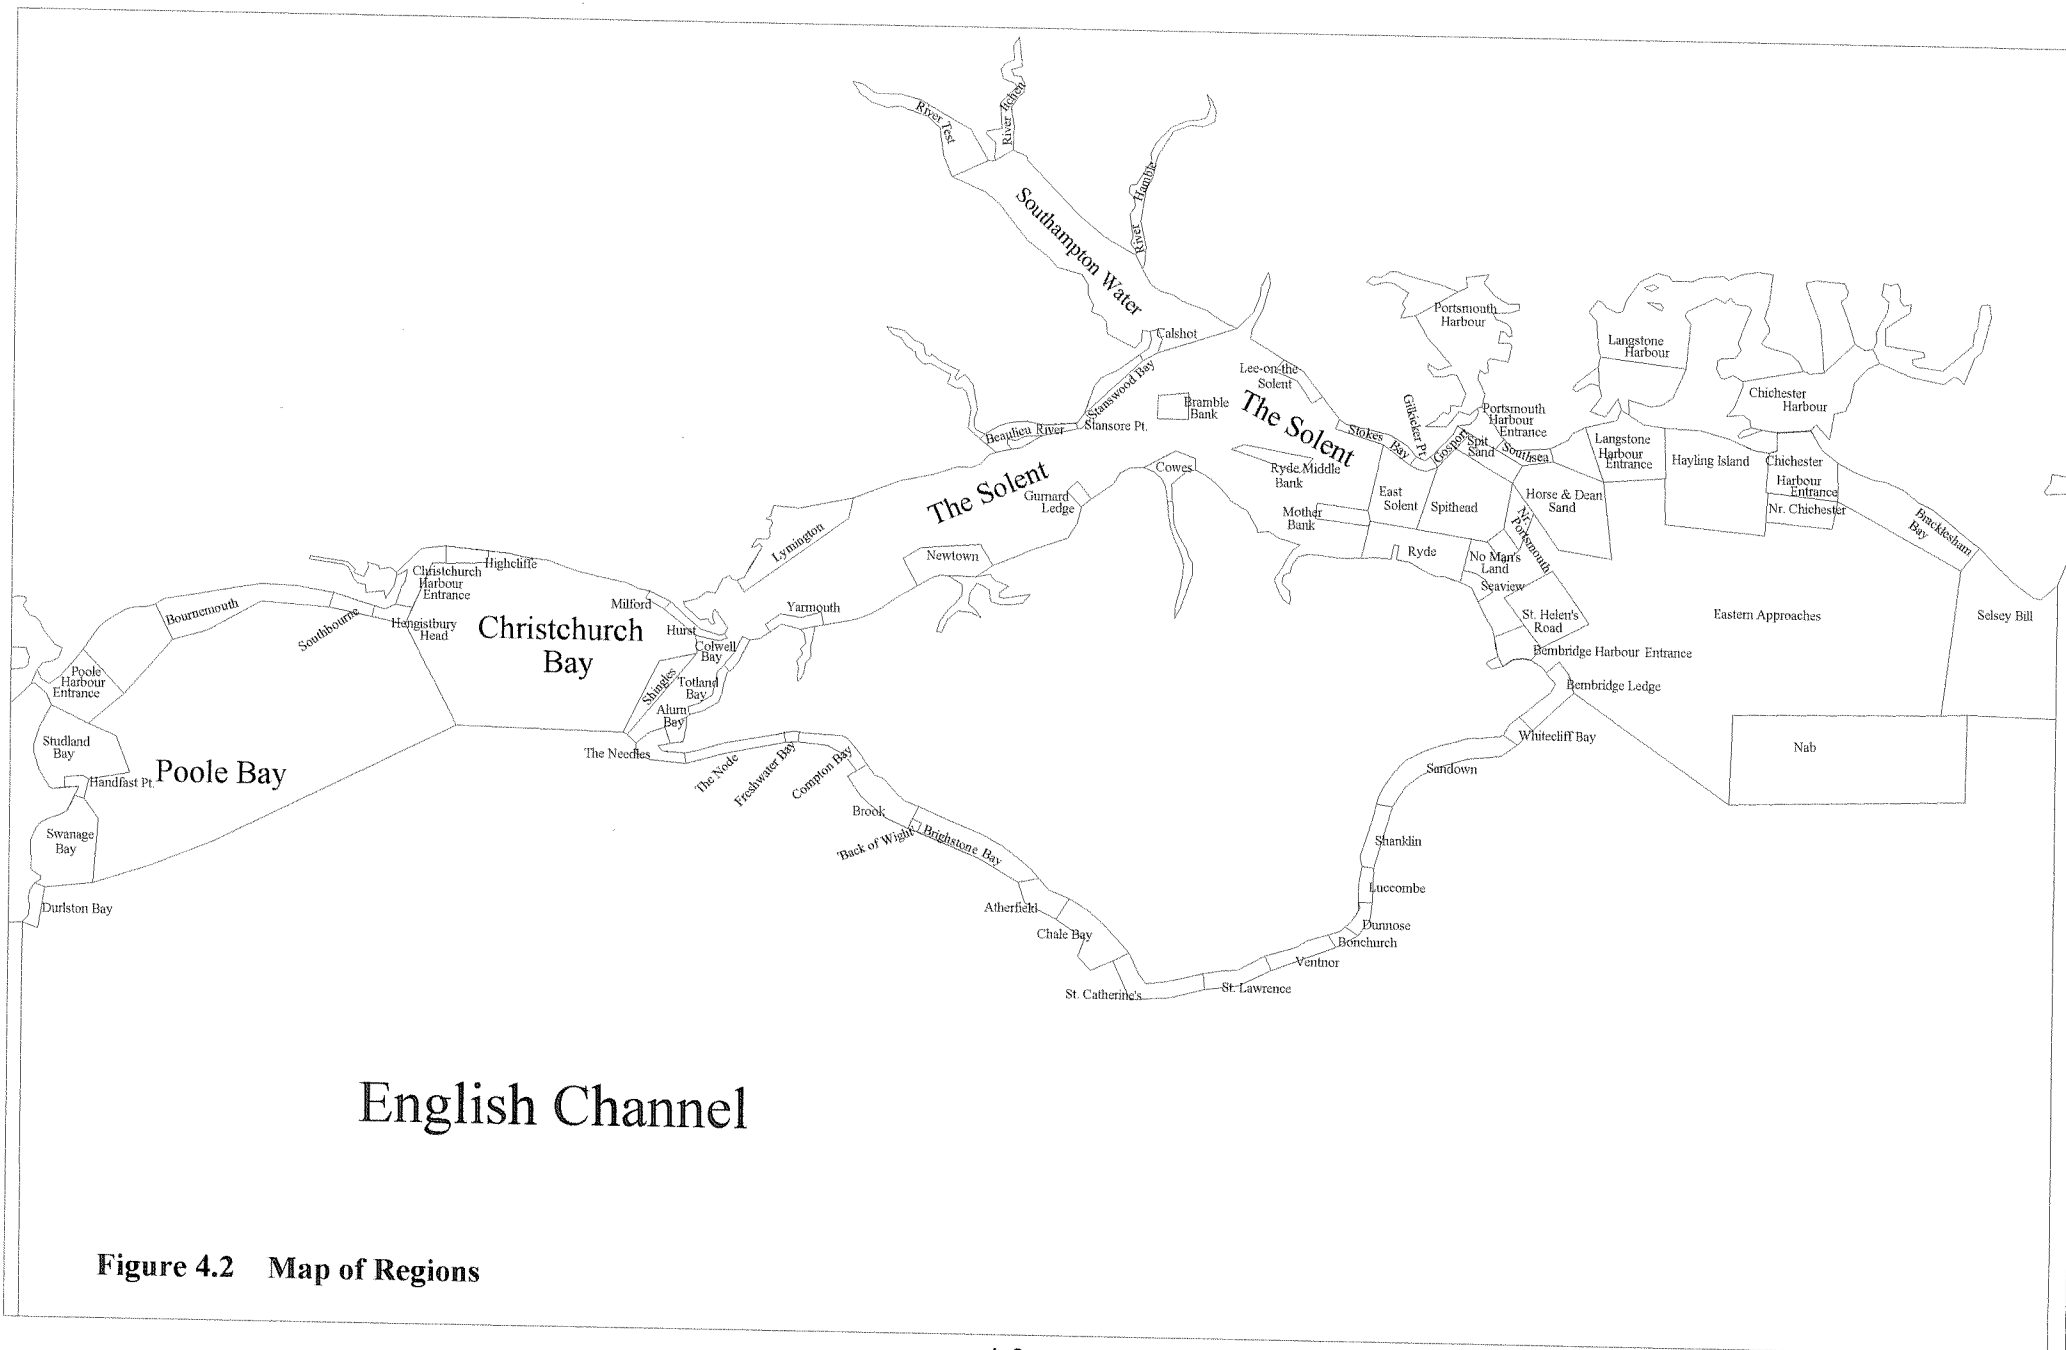 River Test
River Itchen
River Hamble
Southampton Water
Calshot
Stanswood Bay
Stansore Pt.
Beaulieu River
Bramble
Bank
Lee-on-the
Solent
The Solent
Portsmouth
Harbour
Langstone
Harbour
Chichester
Harbour
Gilkicker Pt
Stokes Bay
Gosport
Portsmouth
Harbour
Entrance
Spit
Sand
Southsea
Langstone
Harbour
Entrance
Hayling Island
Chichester
Harbour
Entrance
Nr. Chichester
Bracklesham
Bay
Selsey Bill
Ryde Middle
Bank
Mother
Bank
East
Solent
Spithead
Horse & Dean
Sand
Nr.
Portsmouth
Ryde
No Man's
Land
Seaview
St. Helen's
Road
Eastern Approaches
Bembridge Harbour Entrance
Bembridge Ledge
Whitecliff Bay
Nab
Sandown
Shanklin
Luccombe
Dunnose
Bonchurch
Ventnor
St. Lawrence
St. Catherine's
Chale Bay
Atherfield
Brighstone Bay
'Back of Wight'
Brook
Compton Bay
Freshwater Bay
The Node
The Needles
Alum
Bay
Totland
Bay
Colwell
Bay
Shingles
Hurst
Milford
Yarmouth
Newtown
Gurnard
Ledge
Cowes
The Solent
Lymington
Highcliffe
Christchurch
Harbour
Entrance
Christchurch
Bay
Hengistbury
Head
Southbourne
Bournemouth
Poole
Harbour
Entrance
Studland
Bay
Handfast Pt.
Poole Bay
Swanage
Bay
Durlston Bay
English Channel
Figure 4.2 Map of Regions